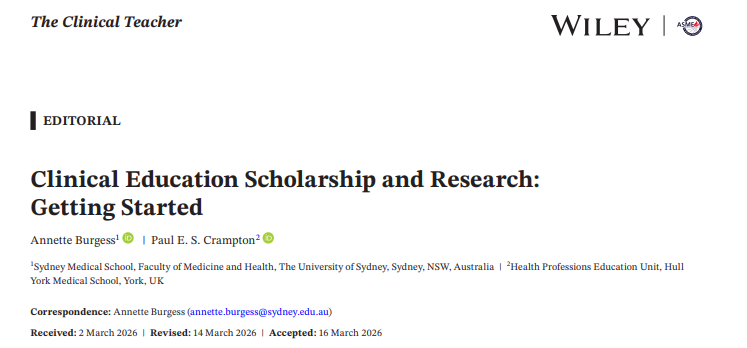 The Clinical Teacher
WILEY | ASME
EDITORIAL
Clinical Education Scholarship and Research:
Getting Started
Annette Burgess1 iD | Paul E. S. Crampton2 iD
1Sydney Medical School, Faculty of Medicine and Health, The University of Sydney, Sydney, NSW, Australia | 2Health Professions Education Unit, Hull
York Medical School, York, UK
Correspondence: Annette Burgess (annette.burgess@sydney.edu.au)
Received: 2 March 2026 | Revised: 14 March 2026 | Accepted: 16 March 2026